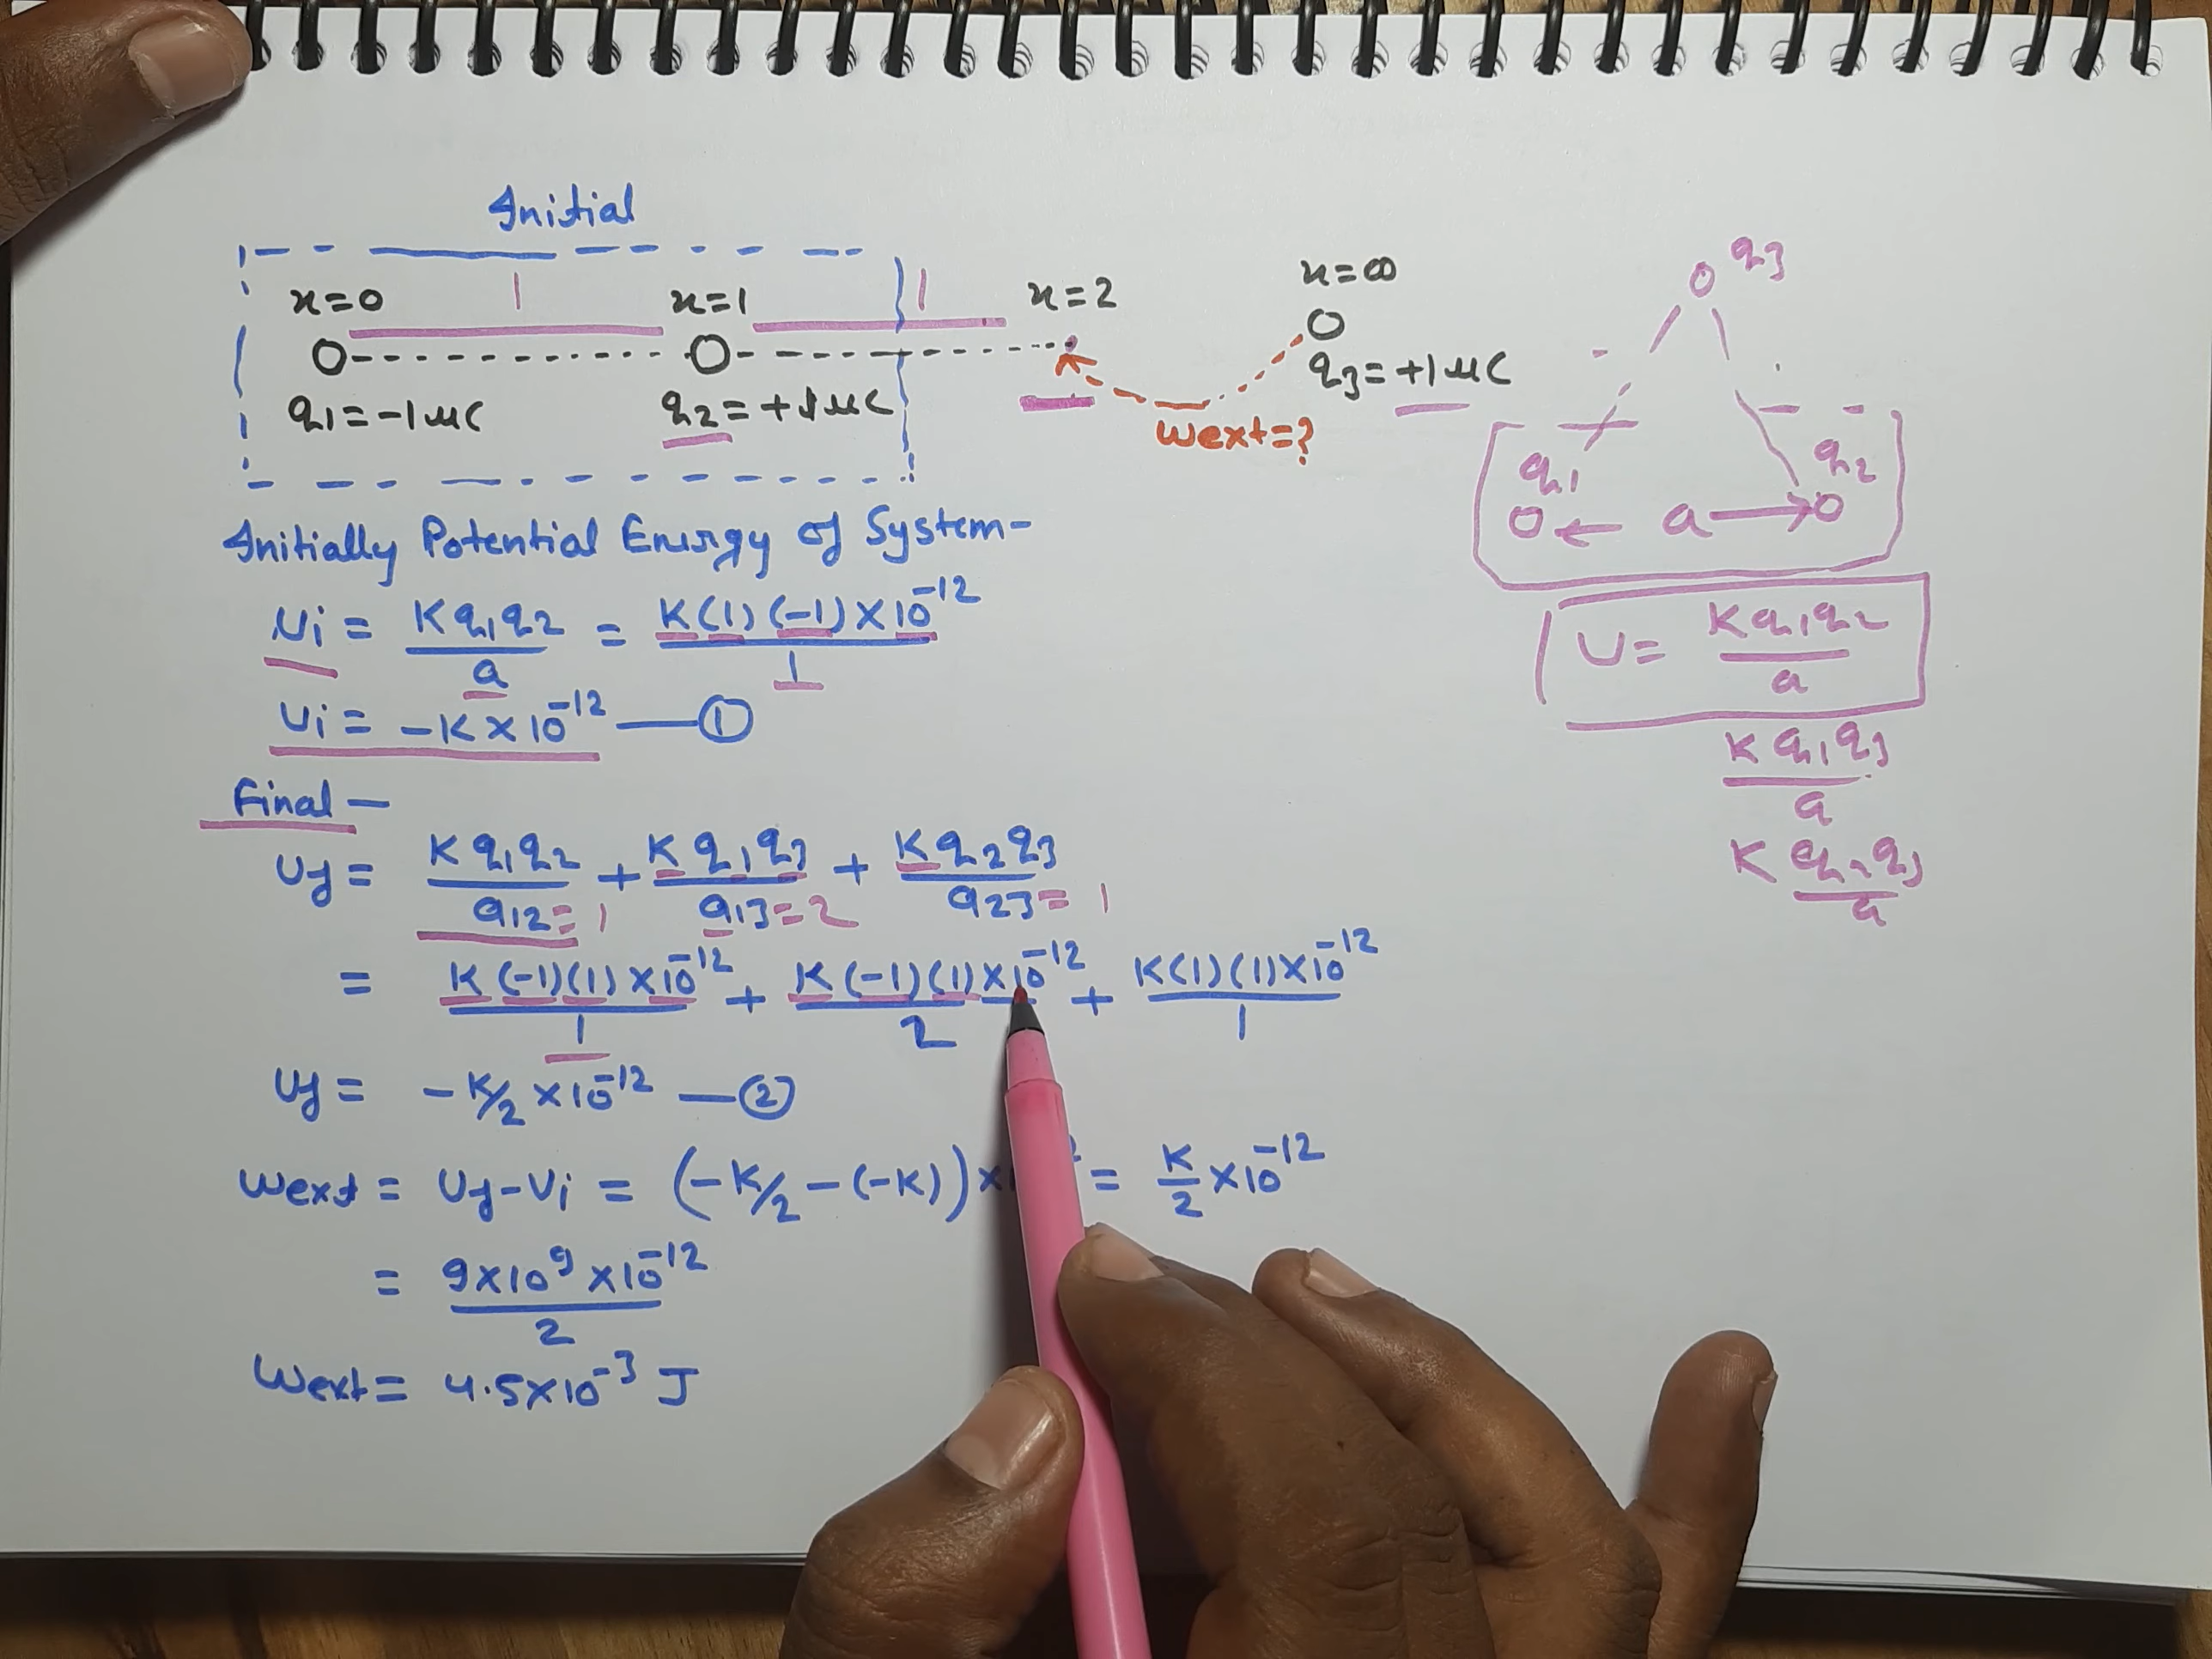 Initial
x=0 1 x=1 1 x=2 x=∞
q1=-1μC q2=+1μC q3=+1μC
Wext=?
q3
q1 q2
a
U= Kq1q2/a
Kq1q3/a
Kq2q3/a
Initially Potential Energy of System-
Ui = Kq1q2/a = K(1)(-1)×10^-12/1
Ui = -K×10^-12 —①
Final —
Uf = Kq1q2/a12=1 + Kq1q3/a13=2 + Kq2q3/a23=1
= K(-1)(1)×10^-12/1 + K(-1)(1)×10^-12/2 + K(1)(1)×10^-12/1
Uf = -K/2 ×10^-12 —②
Wext = Uf-Ui = (-K/2-(-K))× = K/2 ×10^-12
= 9×10^9×10^-12/2
Wext = 4.5×10^-3 J